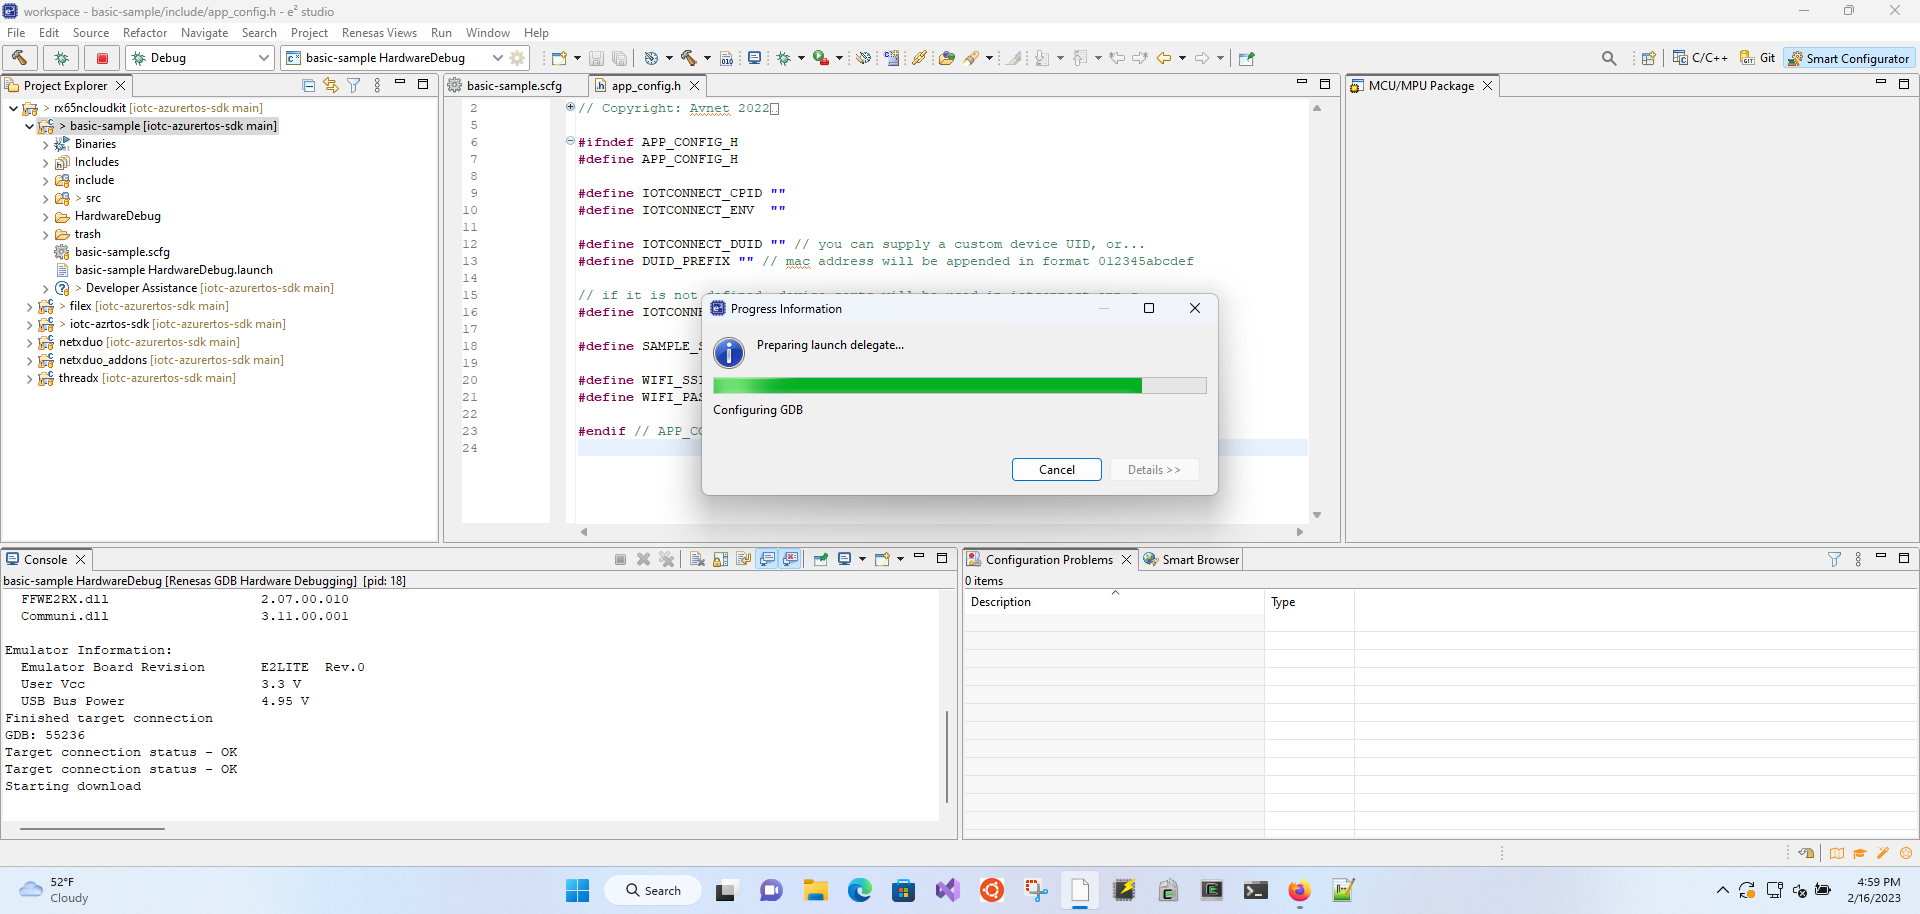 workspace - basic-sample/include/app_config.h - e² studio
File Edit Source Refactor Navigate Search Project Renesas Views Run Window Help
Debug
basic-sample HardwareDebug
C/C++
Git
Smart Configurator
Project Explorer
rx65ncloudkit [iotc-azurertos-sdk main]
> basic-sample [iotc-azurertos-sdk main]
Binaries
Includes
include
> src
HardwareDebug
trash
basic-sample.scfg
basic-sample HardwareDebug.launch
> Developer Assistance [iotc-azurertos-sdk main]
> filex [iotc-azurertos-sdk main]
> iotc-azrtos-sdk [iotc-azurertos-sdk main]
netxduo [iotc-azurertos-sdk main]
netxduo_addons [iotc-azurertos-sdk main]
threadx [iotc-azurertos-sdk main]
basic-sample.scfg
app_config.h
2 // Copyright: Avnet 2022
5
6 #ifndef APP_CONFIG_H
7 #define APP_CONFIG_H
8
9 #define IOTCONNECT_CPID ""
10 #define IOTCONNECT_ENV ""
11
12 #define IOTCONNECT_DUID "" // you can supply a custom device UID, or...
13 #define DUID_PREFIX "" // mac address will be appended in format 012345abcdef
14
15 // if it is not
16 #define IOTCONN
17
18 #define SAMPLE_S
19
20 #define WIFI_SSI
21 #define WIFI_PAS
22
23 #endif // APP_CO
24
Progress Information
Preparing launch delegate...
Configuring GDB
Cancel
Details >>
MCU/MPU Package
Console
basic-sample HardwareDebug [Renesas GDB Hardware Debugging] [pid: 18]
FFWE2RX.dll 2.07.00.010
Communi.dll 3.11.00.001
Emulator Information:
Emulator Board Revision E2LITE Rev.0
User Vcc 3.3 V
USB Bus Power 4.95 V
Finished target connection
GDB: 55236
Target connection status - OK
Target connection status - OK
Starting download
Configuration Problems
Smart Browser
0 items
Description
Type
52°F
Cloudy
Search
4:59 PM
2/16/2023